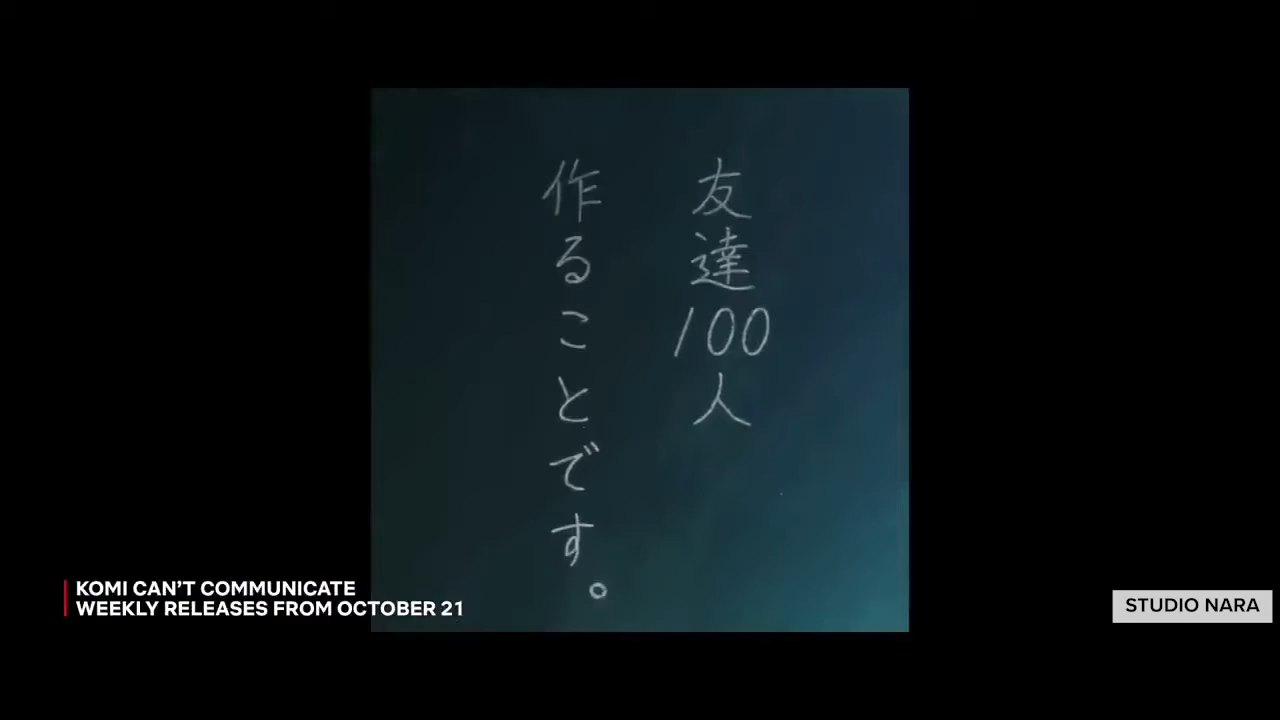 友達100人
作ることです。
KOMI CAN'T COMMUNICATE
WEEKLY RELEASES FROM OCTOBER 21
STUDIO NARA